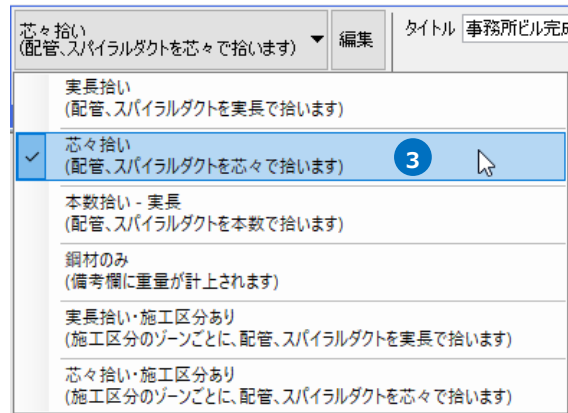 芯々拾い
(配管、スパイラルダクトを芯々で拾います)
編集
タイトル 事務所ビル完成
実長拾い
(配管、スパイラルダクトを実長で拾います)
芯々拾い
(配管、スパイラルダクトを芯々で拾います)
3
本数拾い - 実長
(配管、スパイラルダクトを本数で拾います)
鋼材のみ
(備考欄に重量が計上されます)
実長拾い・施工区分あり
(施工区分のゾーンごとに、配管、スパイラルダクトを実長で拾います)
芯々拾い・施工区分あり
(施工区分のゾーンごとに、配管、スパイラルダクトを芯々で拾います)